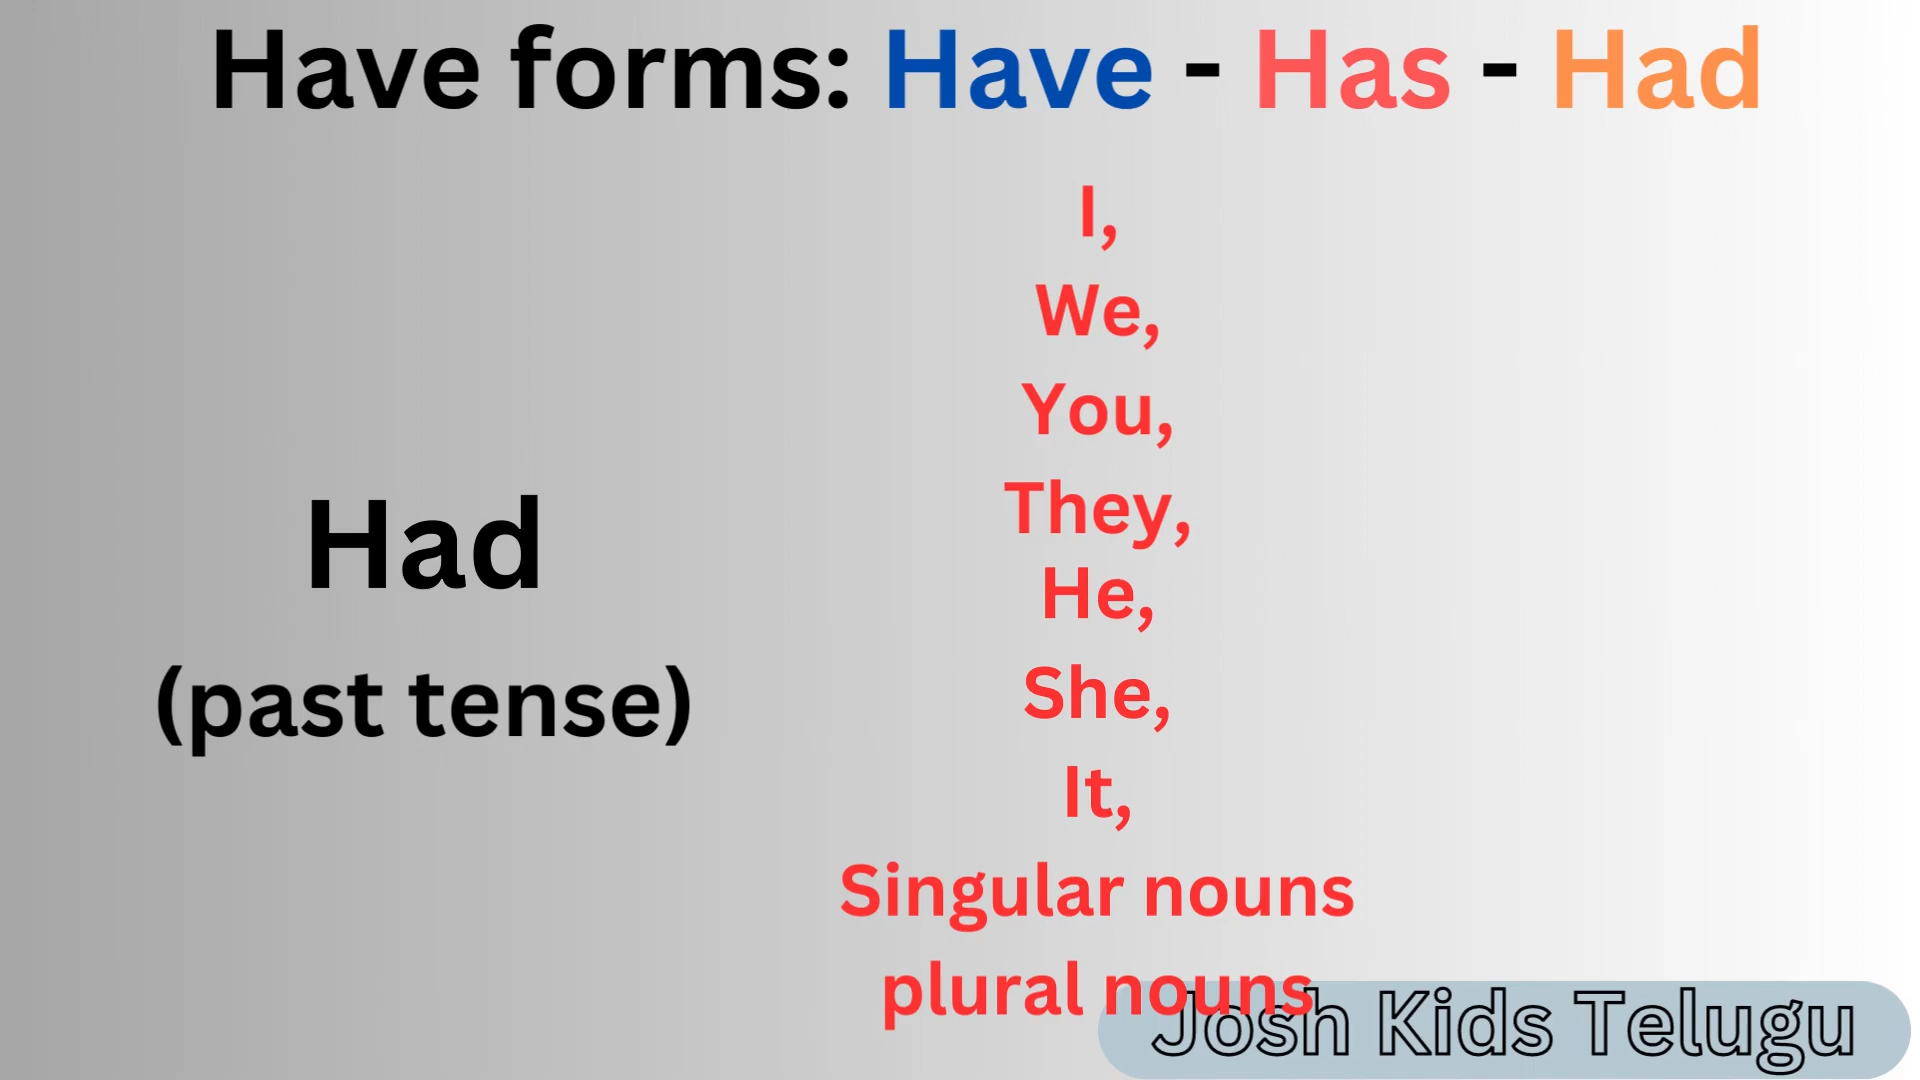 Have forms: Have - Has - Had
I,
We,
You,
They,
He,
She,
It,
Singular nouns
plural nouns
Had
(past tense)
Josh Kids Telugu